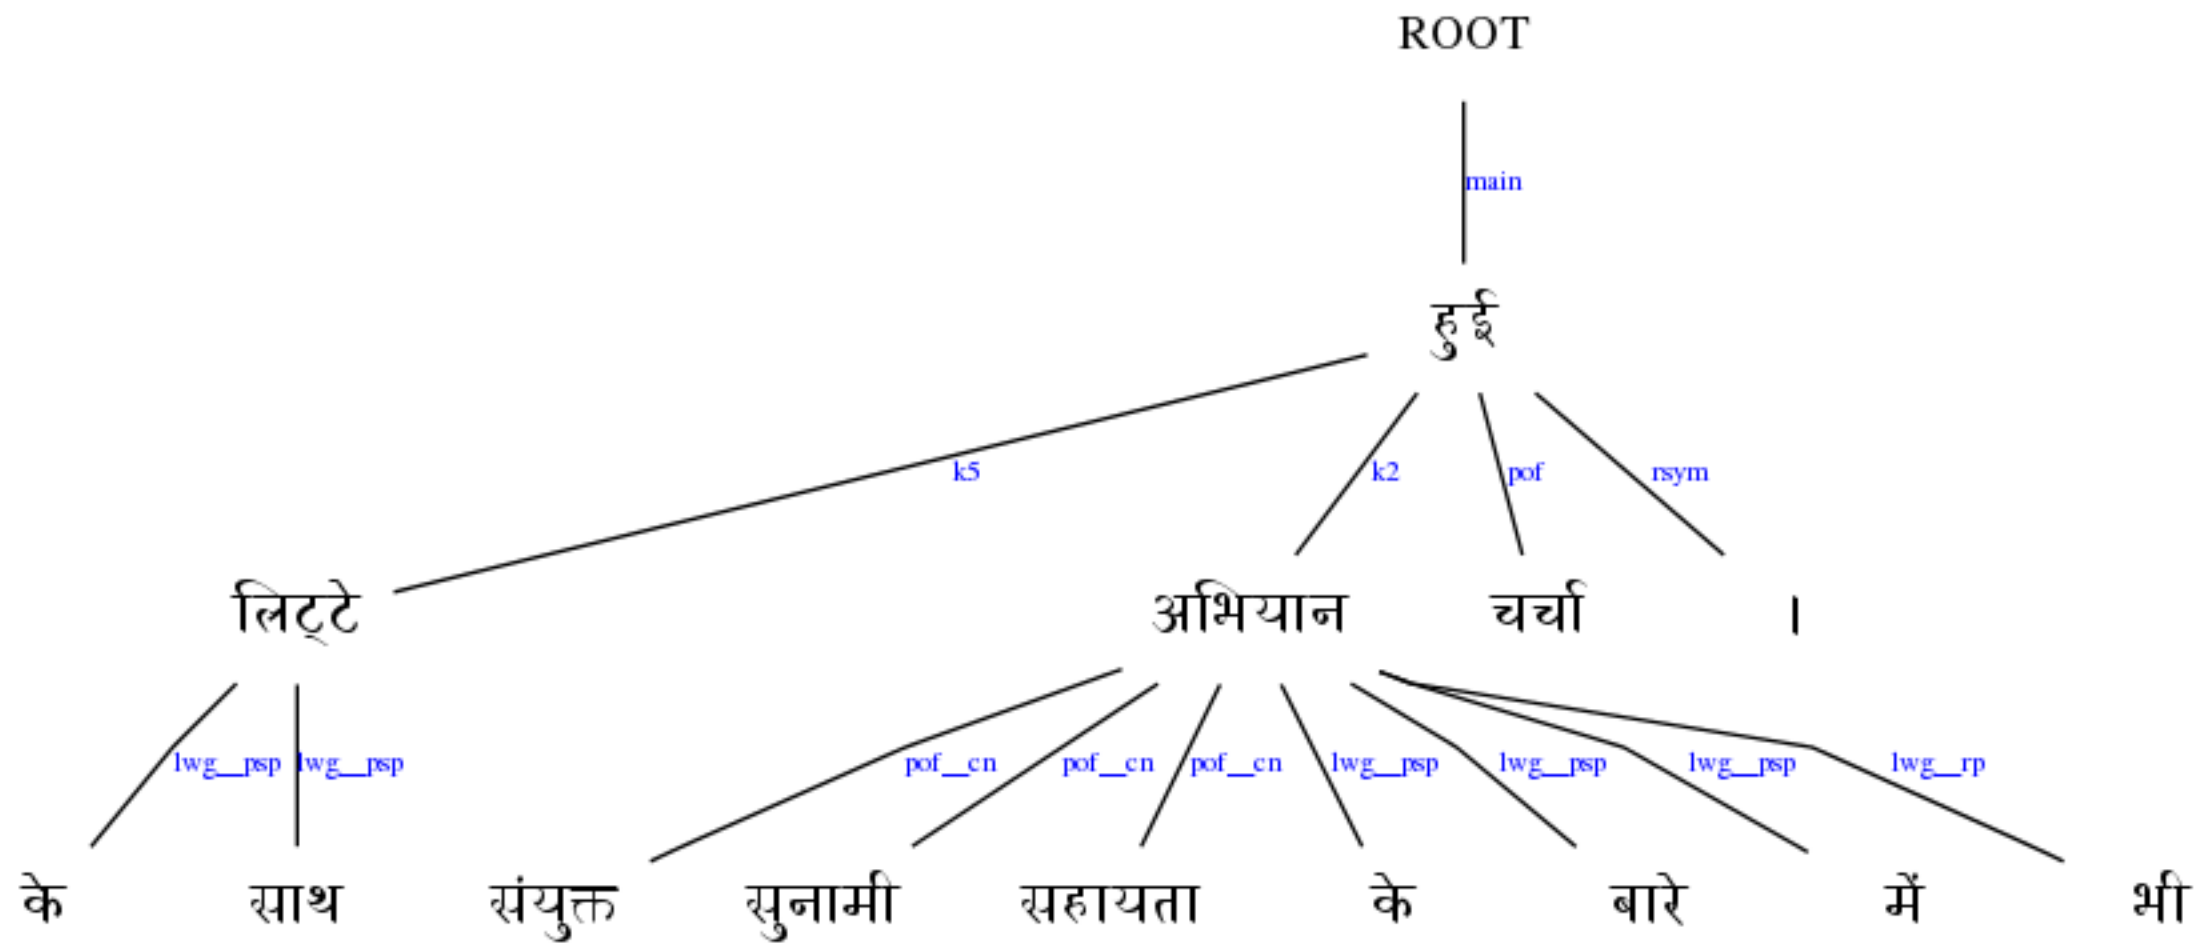 ROOT
main
हुई
k5 k2 pof rsym
लिट्टे अभियान चर्चा ।
lwg__psp lwg__psp pof__cn pof__cn pof__cn lwg__psp lwg__psp lwg__psp lwg__rp
के साथ संयुक्त सुनामी सहायता के बारे में भी